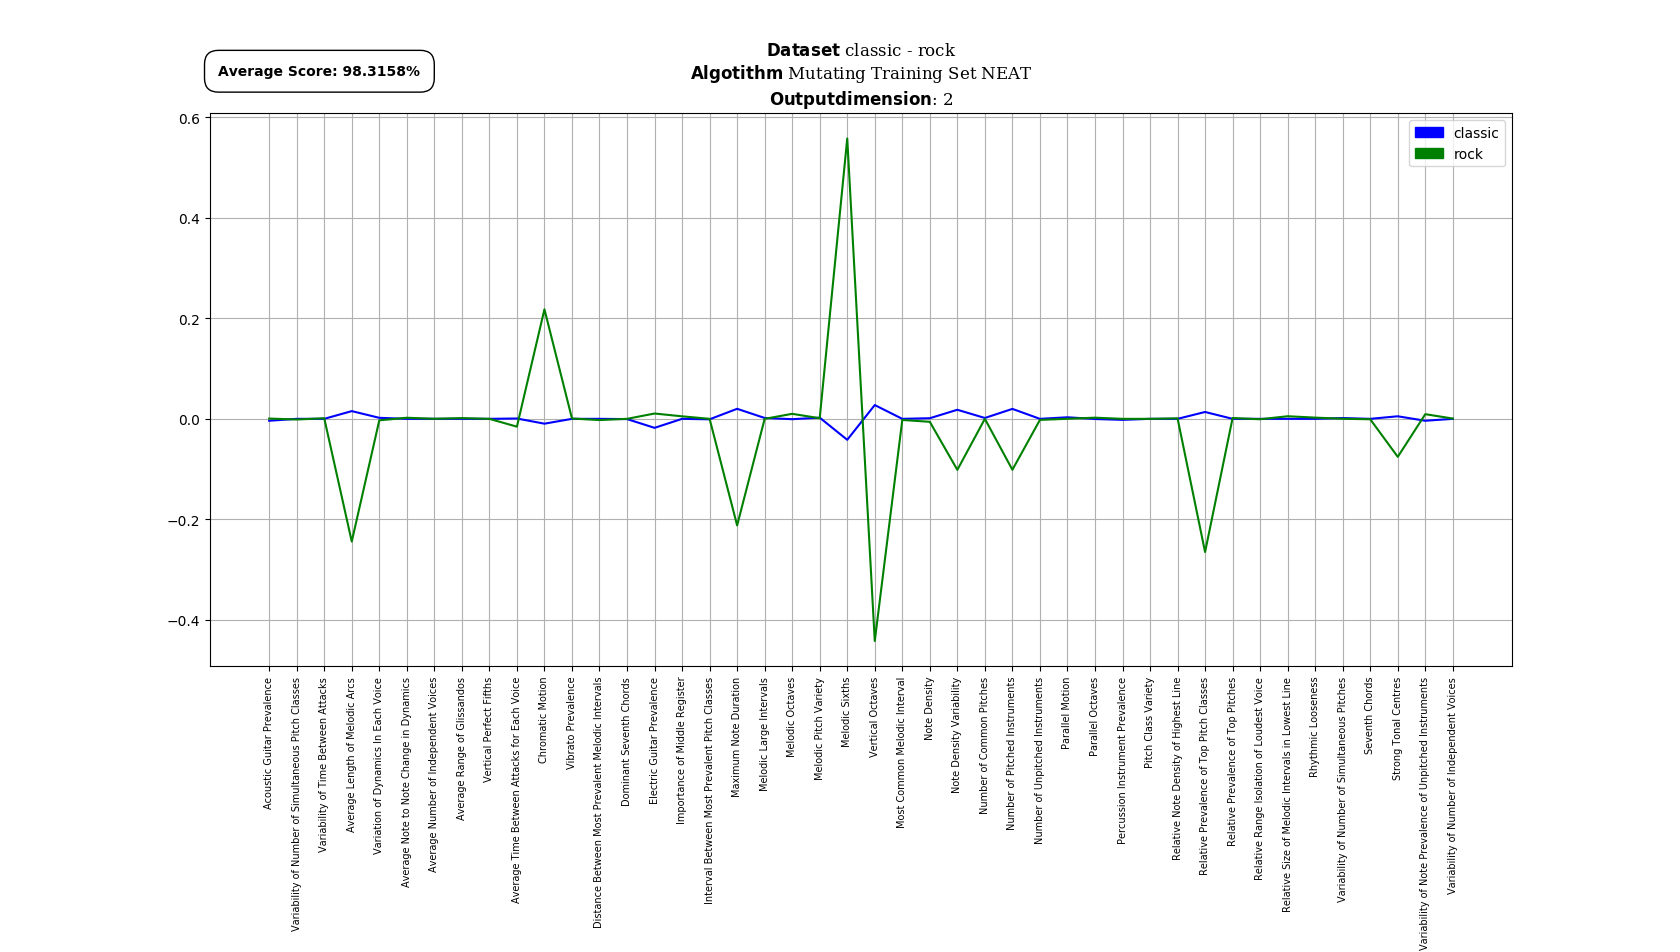 Dataset classic - rock
Average Score: 98.3158%
Algotithm Mutating Training Set NEAT
Outputdimension: 2
0.6
0.4
0.2
0.0
−0.2
−0.4
classic
rock
Acoustic Guitar Prevalence
Variability of Number of Simultaneous Pitch Classes
Variability of Time Between Attacks
Average Length of Melodic Arcs
Variation of Dynamics In Each Voice
Average Note to Note Change in Dynamics
Average Number of Independent Voices
Average Range of Glissandos
Vertical Perfect Fifths
Average Time Between Attacks for Each Voice
Chromatic Motion
Vibrato Prevalence
Distance Between Most Prevalent Melodic Intervals
Dominant Seventh Chords
Electric Guitar Prevalence
Importance of Middle Register
Interval Between Most Prevalent Pitch Classes
Maximum Note Duration
Melodic Large Intervals
Melodic Octaves
Melodic Pitch Variety
Melodic Sixths
Vertical Octaves
Most Common Melodic Interval
Note Density
Note Density Variability
Number of Common Pitches
Number of Pitched Instruments
Number of Unpitched Instruments
Parallel Motion
Parallel Octaves
Percussion Instrument Prevalence
Pitch Class Variety
Relative Note Density of Highest Line
Relative Prevalence of Top Pitch Classes
Relative Prevalence of Top Pitches
Relative Range Isolation of Loudest Voice
Relative Size of Melodic Intervals in Lowest Line
Rhythmic Looseness
Variability of Number of Simultaneous Pitches
Seventh Chords
Strong Tonal Centres
Variability of Note Prevalence of Unpitched Instruments
Variability of Number of Independent Voices